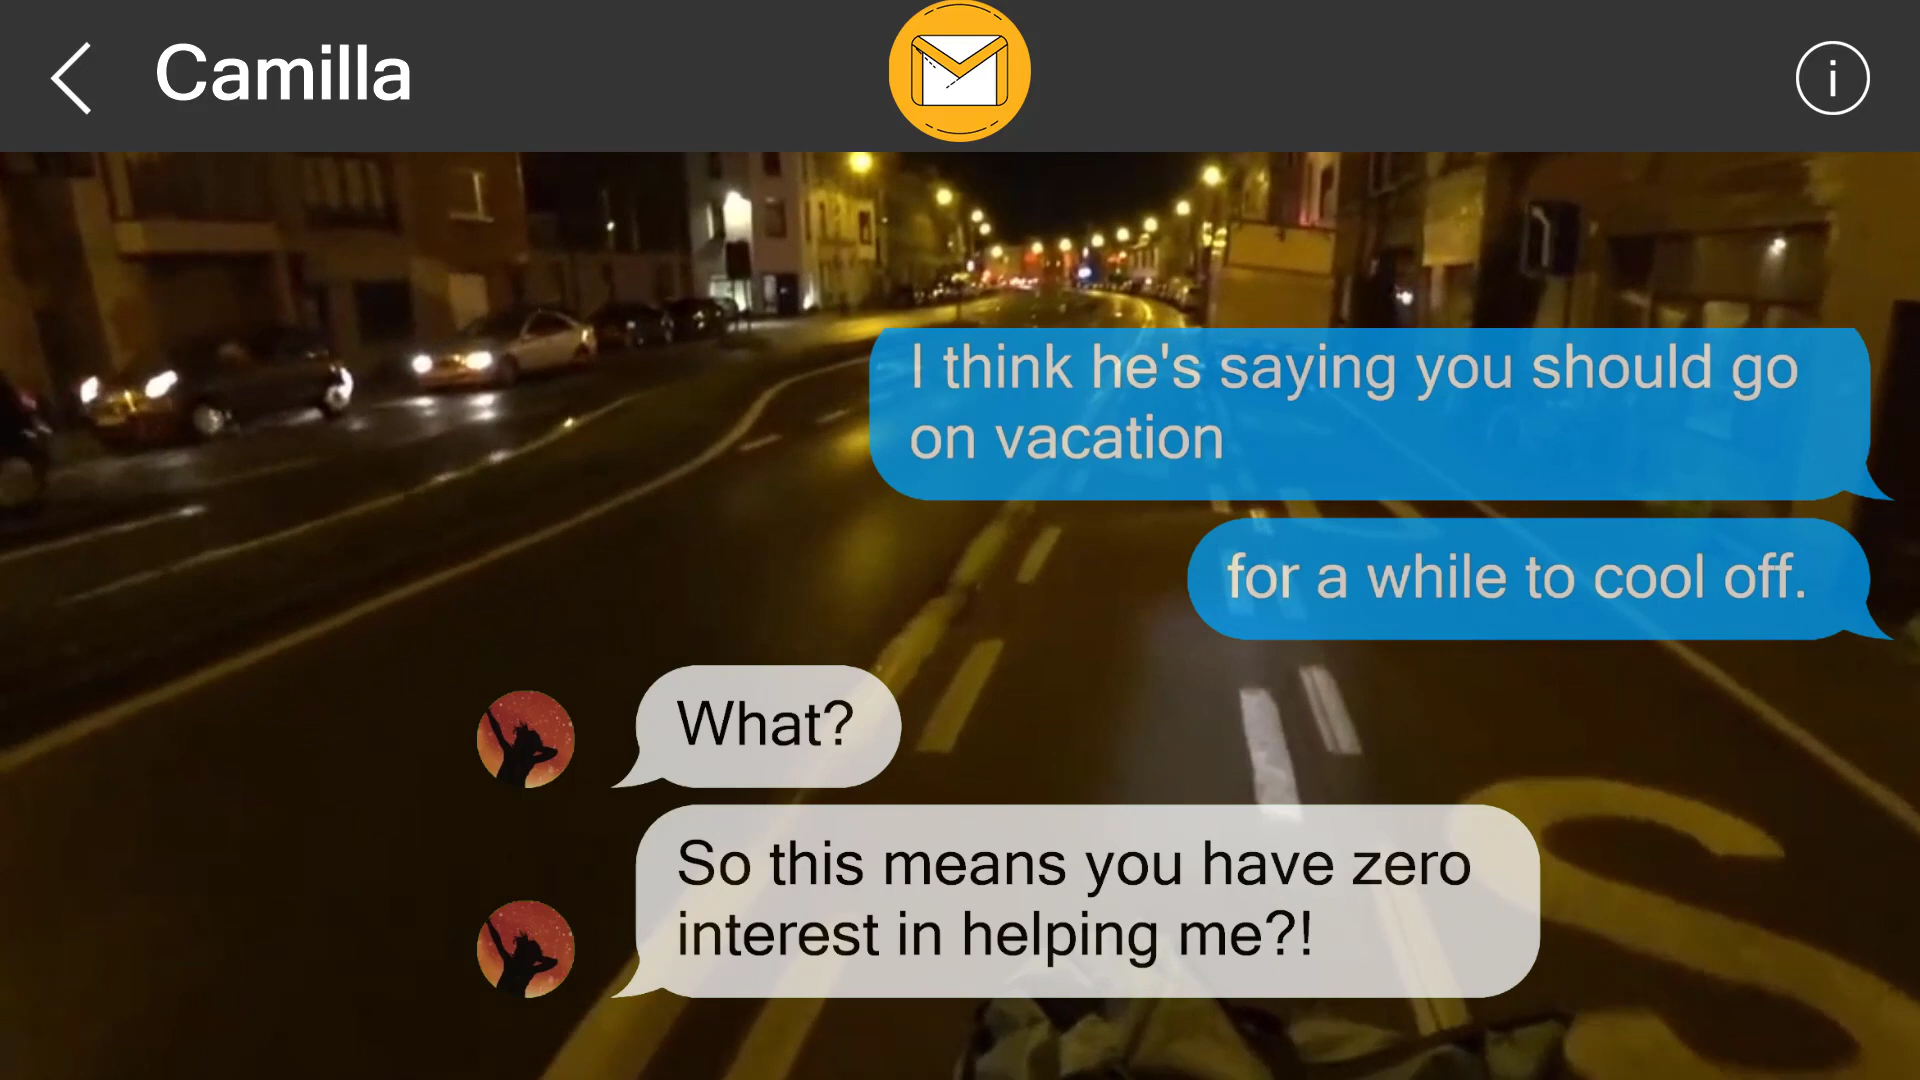 Camilla
I think he's saying you should go
on vacation
for a while to cool off.
What?
So this means you have zero
interest in helping me?!